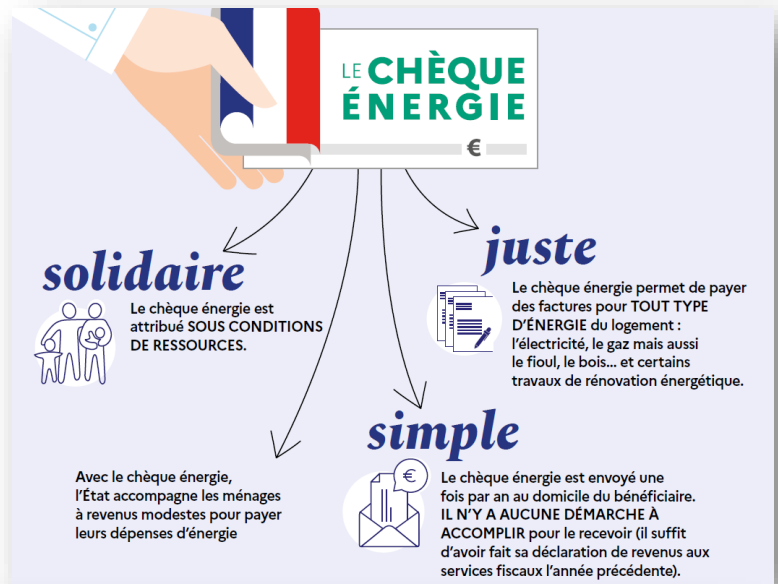 LE CHÈQUE
ÉNERGIE
€
solidaire
Le chèque énergie est
attribué SOUS CONDITIONS
DE RESSOURCES.
juste
Le chèque énergie permet de payer
des factures pour TOUT TYPE
D’ÉNERGIE du logement :
l’électricité, le gaz mais aussi
le fioul, le bois... et certains
travaux de rénovation énergétique.
Avec le chèque énergie,
l’État accompagne les ménages
à revenus modestes pour payer
leurs dépenses d’énergie
simple
€
Le chèque énergie est envoyé une
fois par an au domicile du bénéficiaire.
IL N’Y A AUCUNE DÉMARCHE À
ACCOMPLIR pour le recevoir (il suffit
d’avoir fait sa déclaration de revenus aux
services fiscaux l’année précédente).